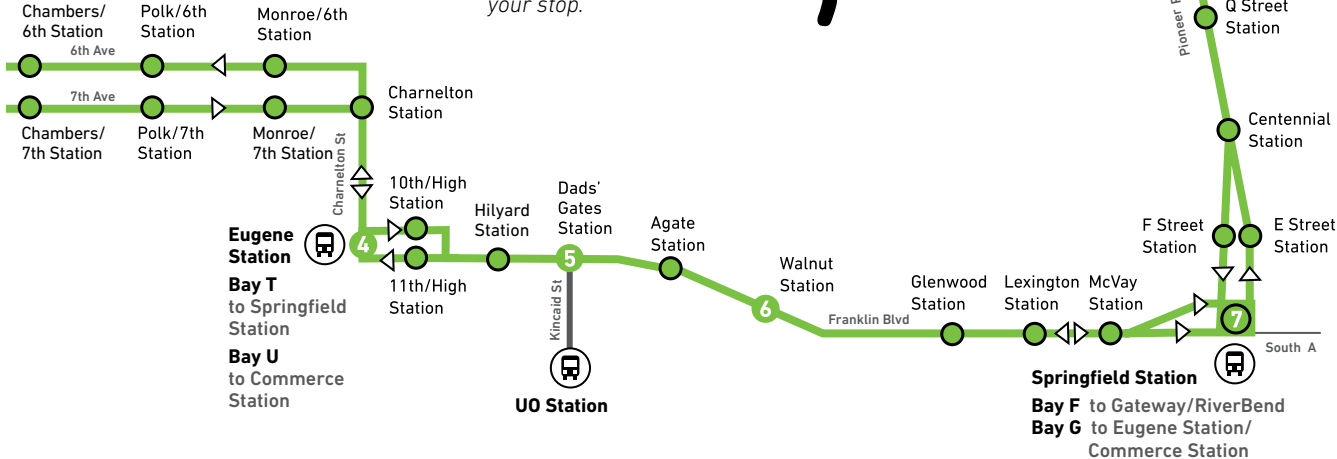 your stop.
Chambers/
6th Station
Polk/6th
Station
Monroe/6th
Station
6th Ave
7th Ave
Chambers/
7th Station
Polk/7th
Station
Monroe/
7th Station
Charnelton
Station
Charnelton St
10th/High
Station
11th/High
Station
Eugene
Station
4
Bay T
to Springfield
Station
Bay U
to Commerce
Station
Hilyard
Station
Dads'
Gates
Station
5
Kincaid St
UO Station
Agate
Station
Walnut
Station
6
Franklin Blvd
Glenwood
Station
Lexington
Station
McVay
Station
Pioneer
Q Street
Station
Centennial
Station
F Street
Station
E Street
Station
7
South A
Springfield Station
Bay F to Gateway/RiverBend
Bay G to Eugene Station/
Commerce Station